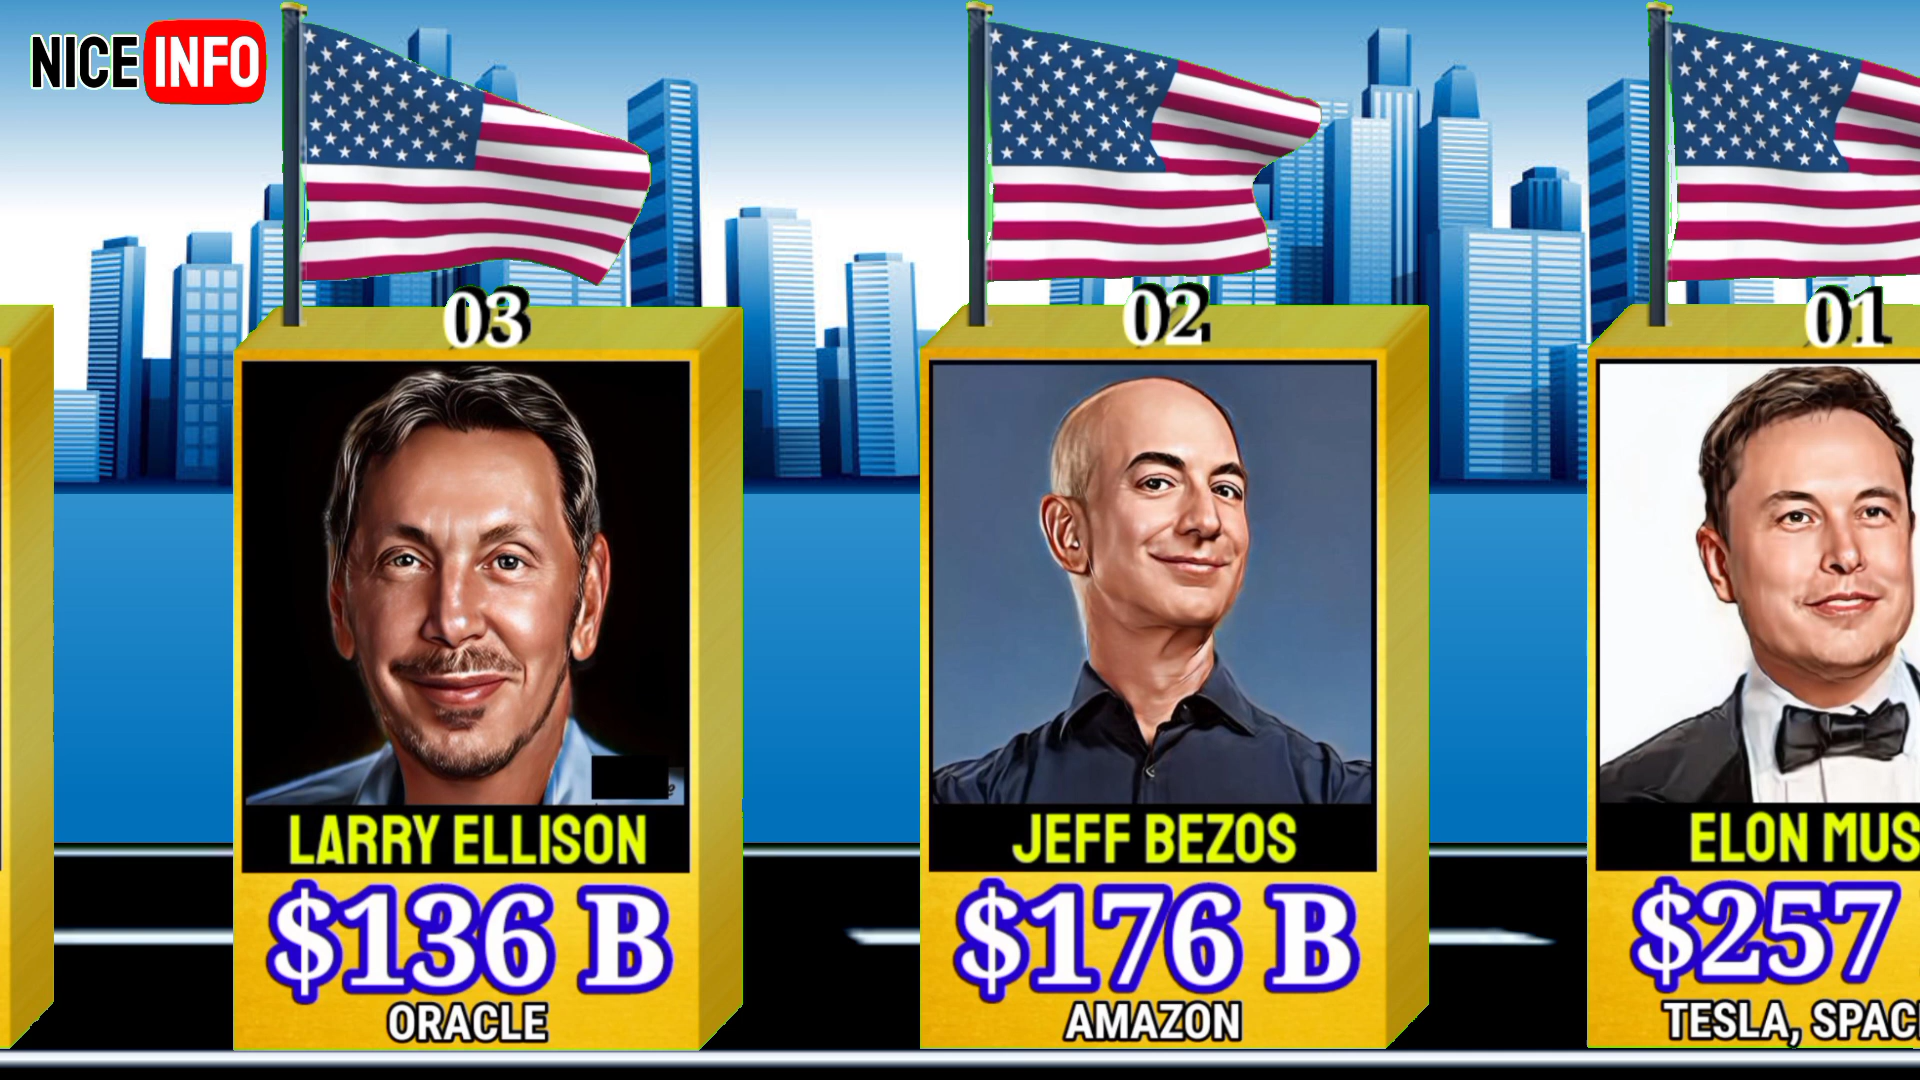 NICE INFO
03
LARRY ELLISON
$136 B
ORACLE
02
JEFF BEZOS
$176 B
AMAZON
01
ELON MUS
$257
TESLA, SPAC